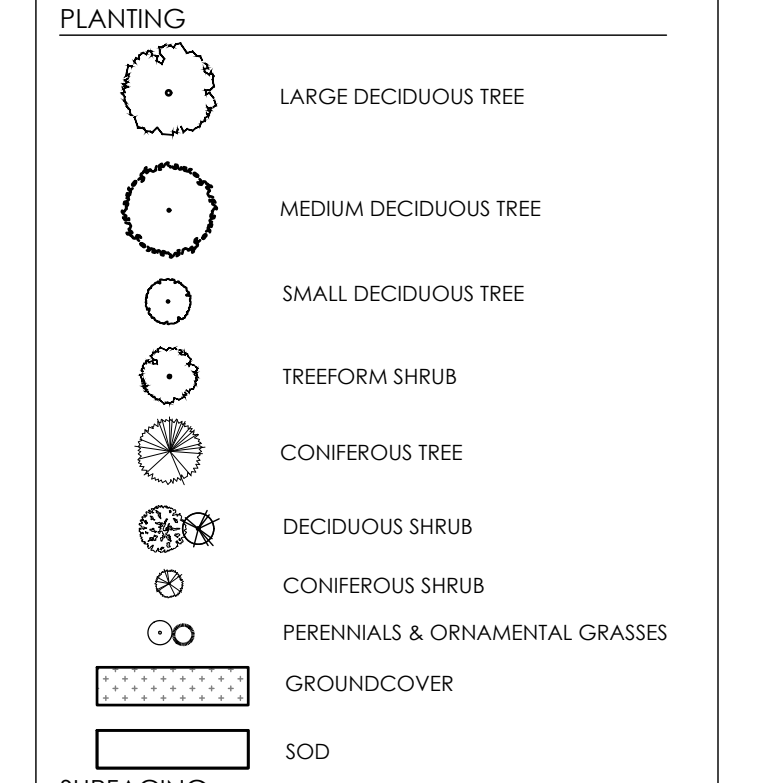 PLANTING
LARGE DECIDUOUS TREE
MEDIUM DECIDUOUS TREE
SMALL DECIDUOUS TREE
TREEFORM SHRUB
CONIFEROUS TREE
DECIDUOUS SHRUB
CONIFEROUS SHRUB
PERENNIALS & ORNAMENTAL GRASSES
GROUNDCOVER
SOD